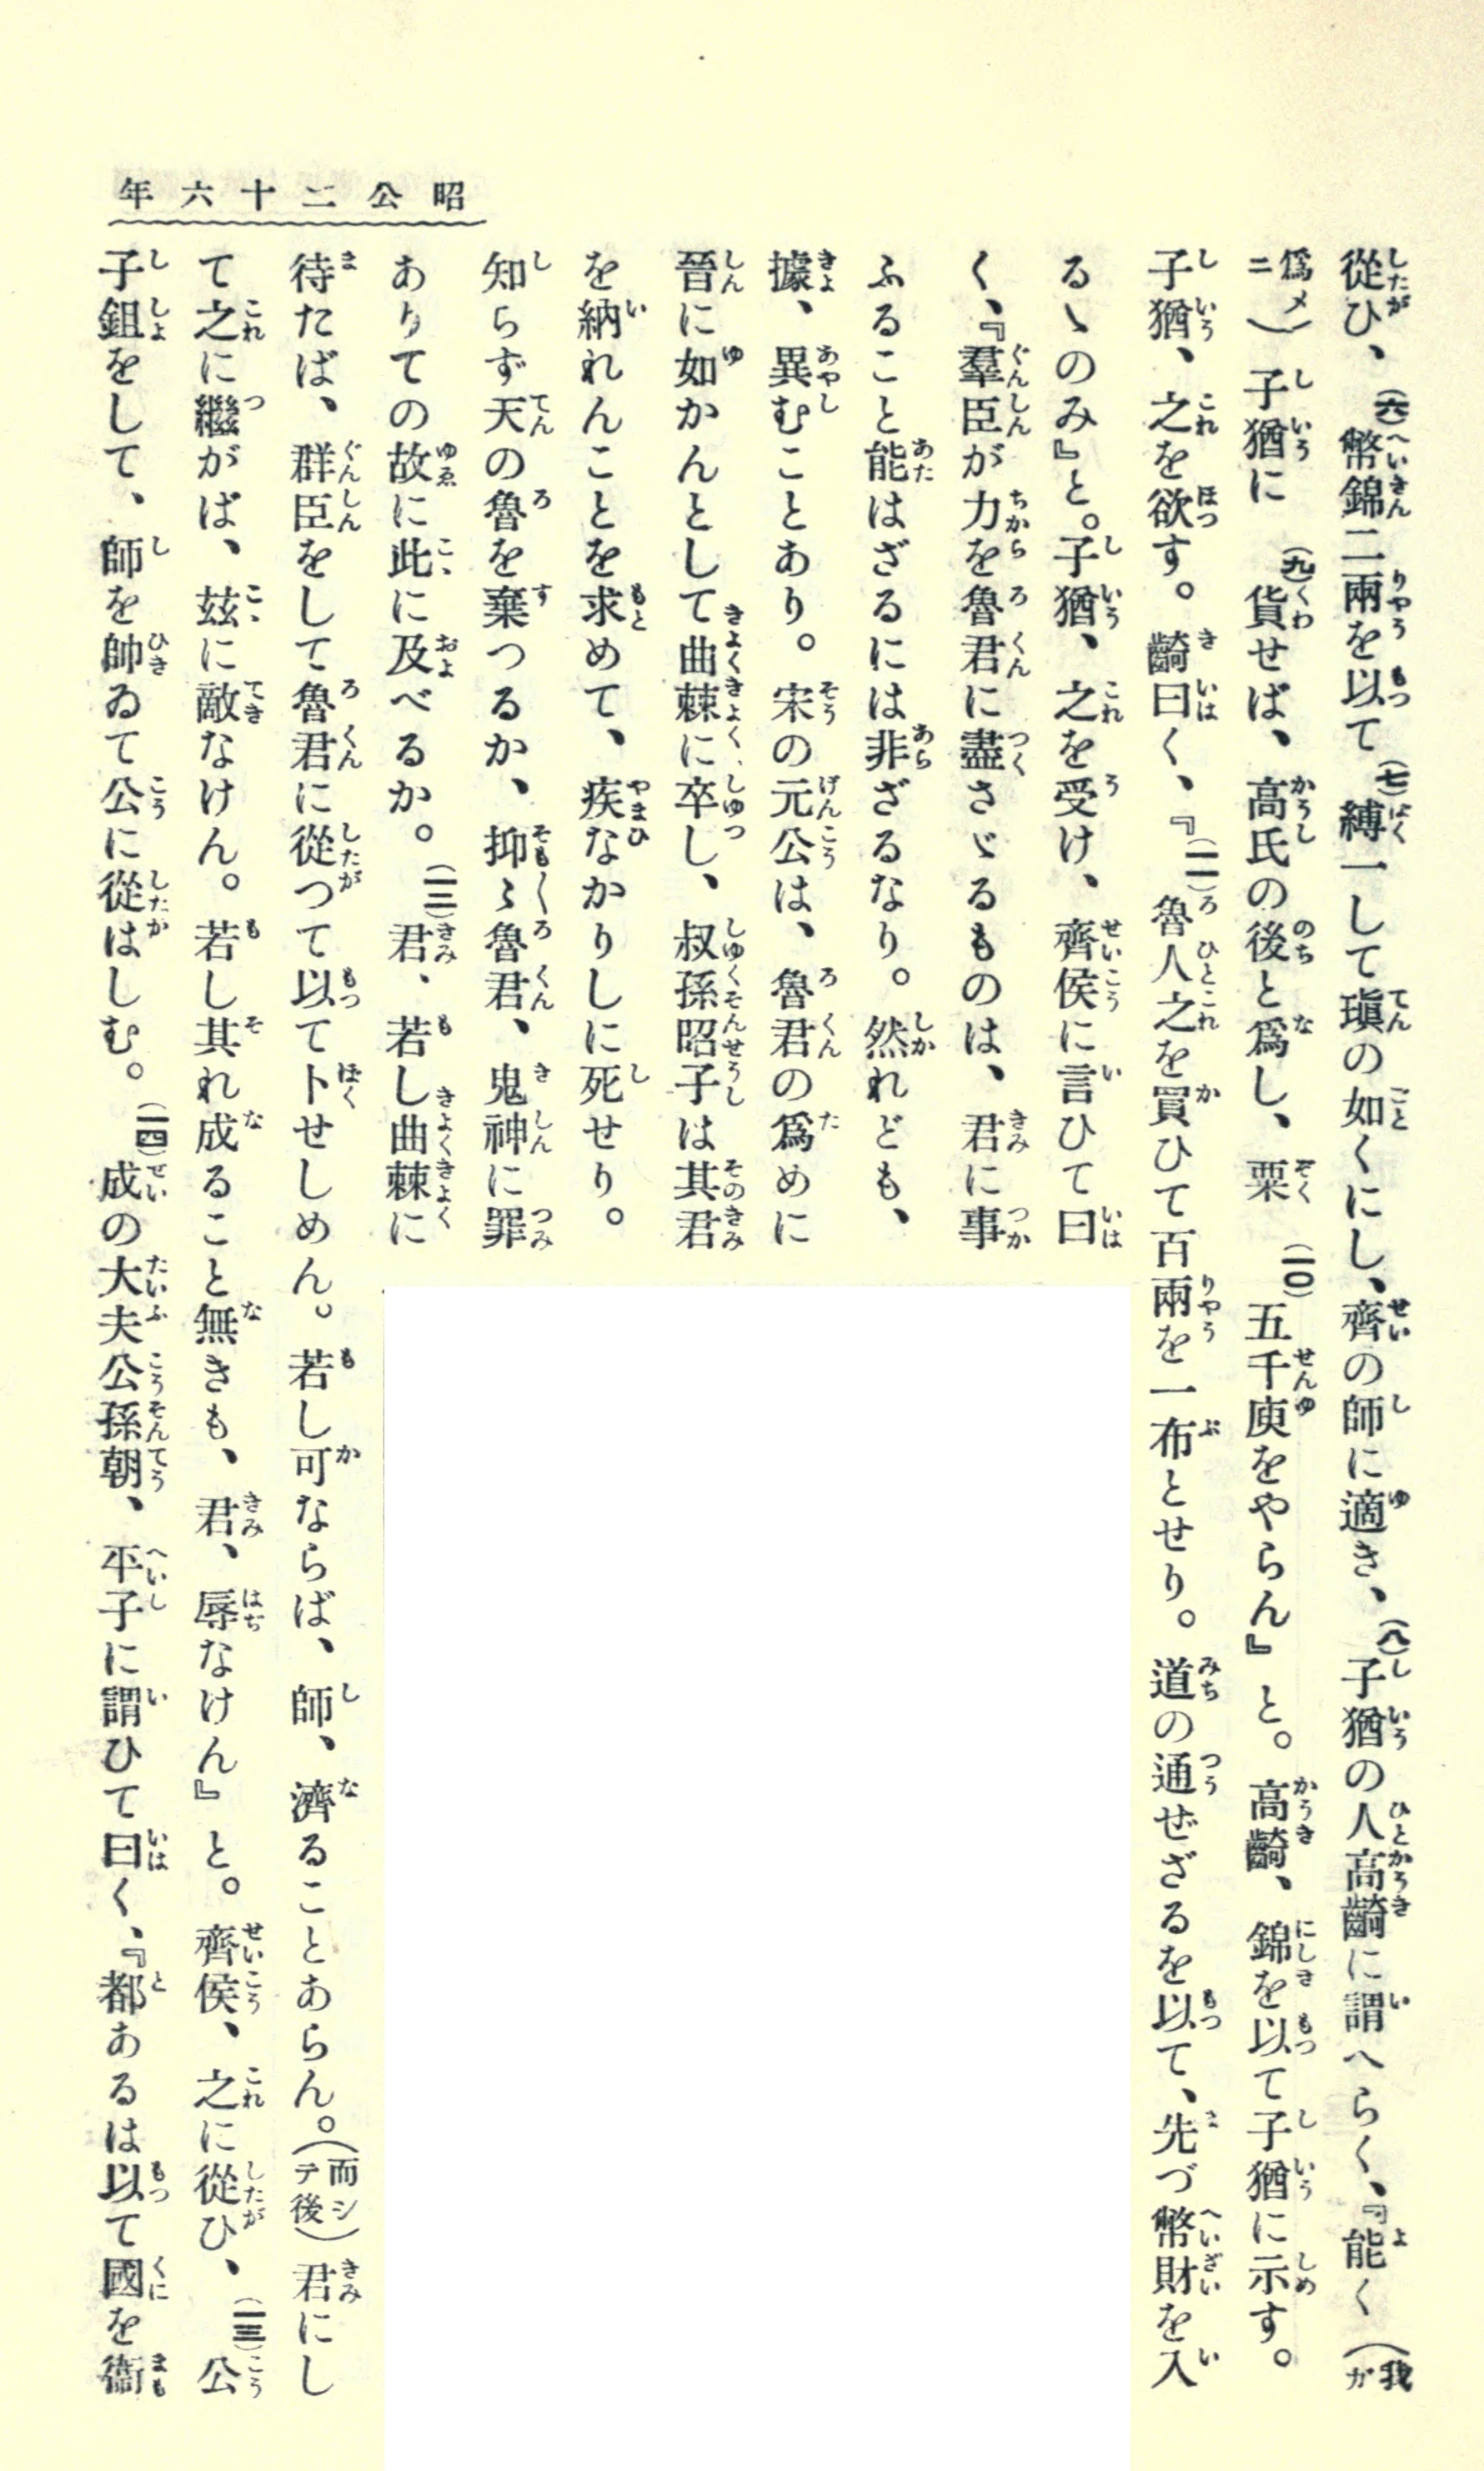 昭公二十六年
從ひ、(六)幣錦二兩を以て(七)縛一して瑱の如くにし、齊の師に適き、(八)子猶の人高齮に謂へらく、『能く(我ガ
爲メニ)子猶に(九)貨せば、高氏の後と爲し、粟(一〇)五千庾をやらん』と。高齮、錦を以て子猶に示す。
子猶、之を欲す。齮曰く、『(一一)魯人之を買ひて百兩を一布とせり。道の通ぜざるを以て、先づ幣財を入
るゝのみ』と。子猶、之を受け、齊侯に言ひて曰
く、『羣臣が力を魯君に盡さゞるものは、君に事
ふること能はざるには非ざるなり。然れども、
據、異むことあり。宋の元公は、魯君の爲めに
晉に如かんとして曲棘に卒し、叔孫昭子は其君
を納れんことを求めて、疾なかりしに死せり。
知らず天の魯を棄つるか、抑〻魯君、鬼神に罪
ありての故に此に及べるか。(一二)君、若し曲棘に
待たば、群臣をして魯君に從つて以て卜せしめん。若し可ならば、師、濟ることあらん。(而シテ後)君にし
て之に繼がば、玆に敵なけん。若し其れ成ること無きも、君、辱なけん』と。齊侯、之に從ひ、(一三)公
子鉏をして、師を帥ゐて公に從はしむ。(一四)成の大夫公孫朝、平子に謂ひて曰く、『都あるは以て國を衞